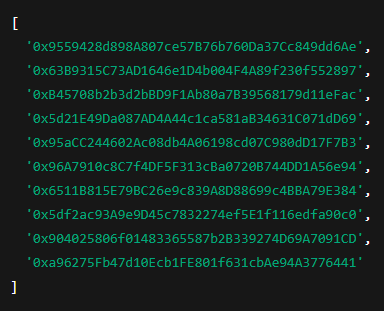 [
'0x9559428d898A807ce57B76b760Da37Cc849dd6Ae',
'0x63B9315C73AD1646e1D4b004F4A89f230f552897',
'0xB45708b2b3d2bBD9F1Ab80a7B39568179d11eFac',
'0x5d21E49Da087AD4A44c1ca581aB34631C071dD69',
'0x95aCC244602Ac08db4A06198cd07C980dD17F7B3',
'0x96A7910c8C7f4DF5F313cBa0720B744DD1A56e94',
'0x6511B815E79BC26e9c839A8D88699c4BBA79E384',
'0x5df2ac93A9e9D45c7832274ef5E1f116edfa90c0',
'0x904025806f01483365587b2B339274D69A7091CD',
'0xa96275Fb47d10Ecb1FE801f631cbAe94A3776441'
]